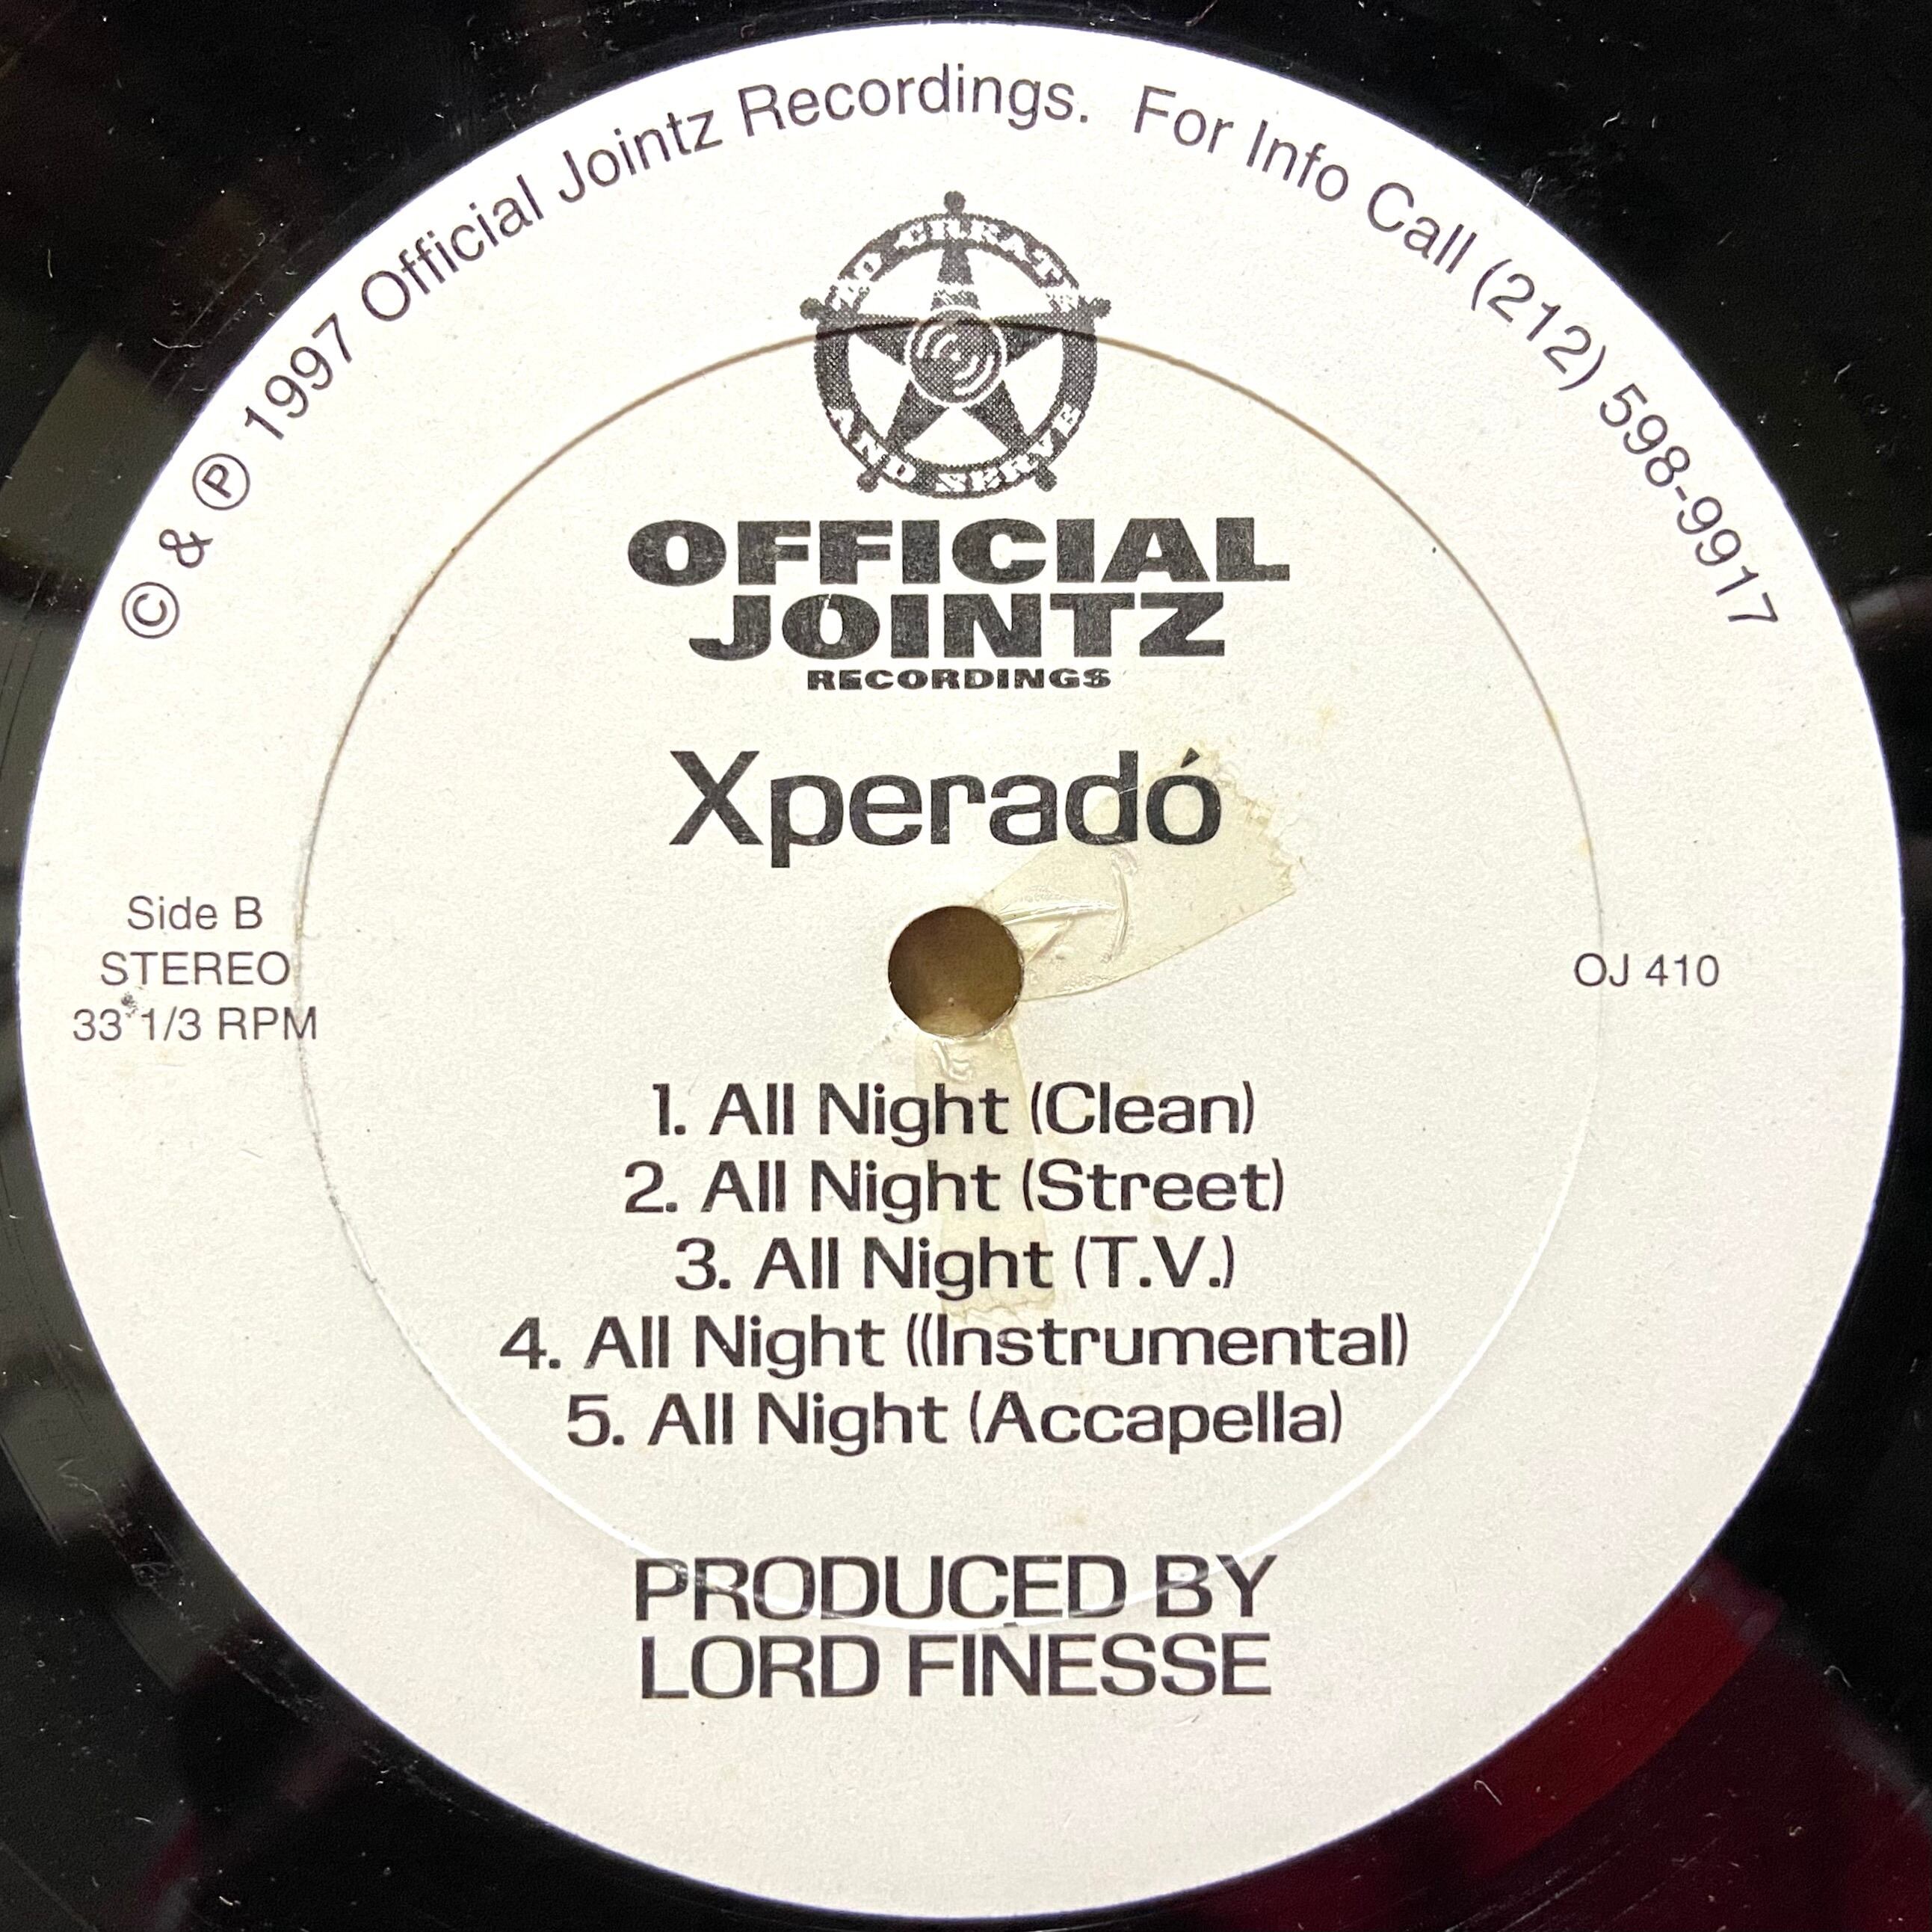 © & ℗ 1997 Official Jointz Recordings. For Info Call (212) 598-9917
TO CREATE
AND SERVE
OFFICIAL
JOINTZ
RECORDINGS
Xperadó
Side B
STEREO
33 1/3 RPM
OJ 410
1. All Night (Clean)
2. All Night (Street)
3. All Night (T.V.)
4. All Night ((Instrumental)
5. All Night (Accapella)
PRODUCED BY
LORD FINESSE